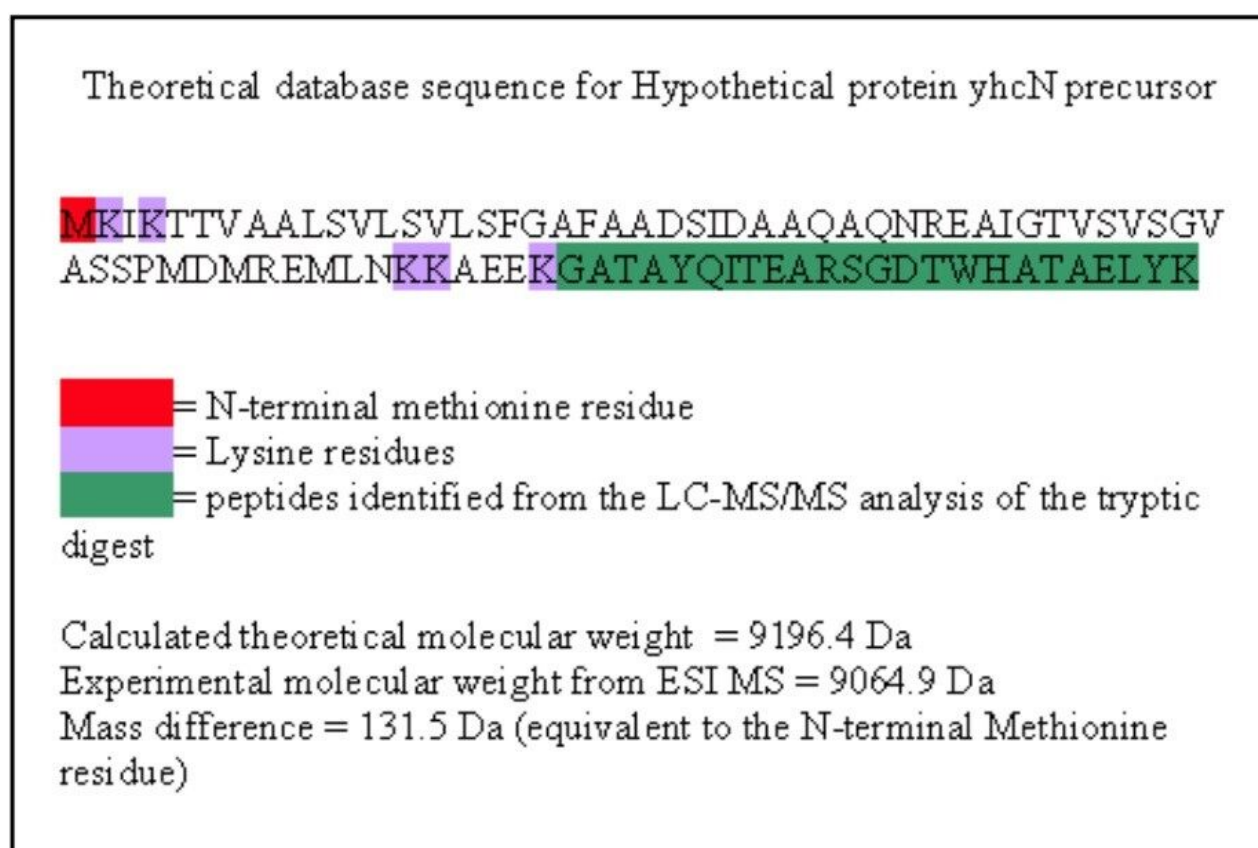 Theoretical database sequence for Hypothetical protein yhcN precursor
MKIKTTVAALSVLSVLSFGAFAADSIDAAQAQNREAIGTVSVSGV
ASSPMDMREMLNKKAEEKGATAYQITEARSGDTWHATAELYK
= N-terminal methionine residue
= Lysine residues
= peptides identified from the LC-MS/MS analysis of the tryptic
digest
Calculated theoretical molecular weight = 9196.4 Da
Experimental molecular weight from ESI MS = 9064.9 Da
Mass difference = 131.5 Da (equivalent to the N-terminal Methionine
residue)